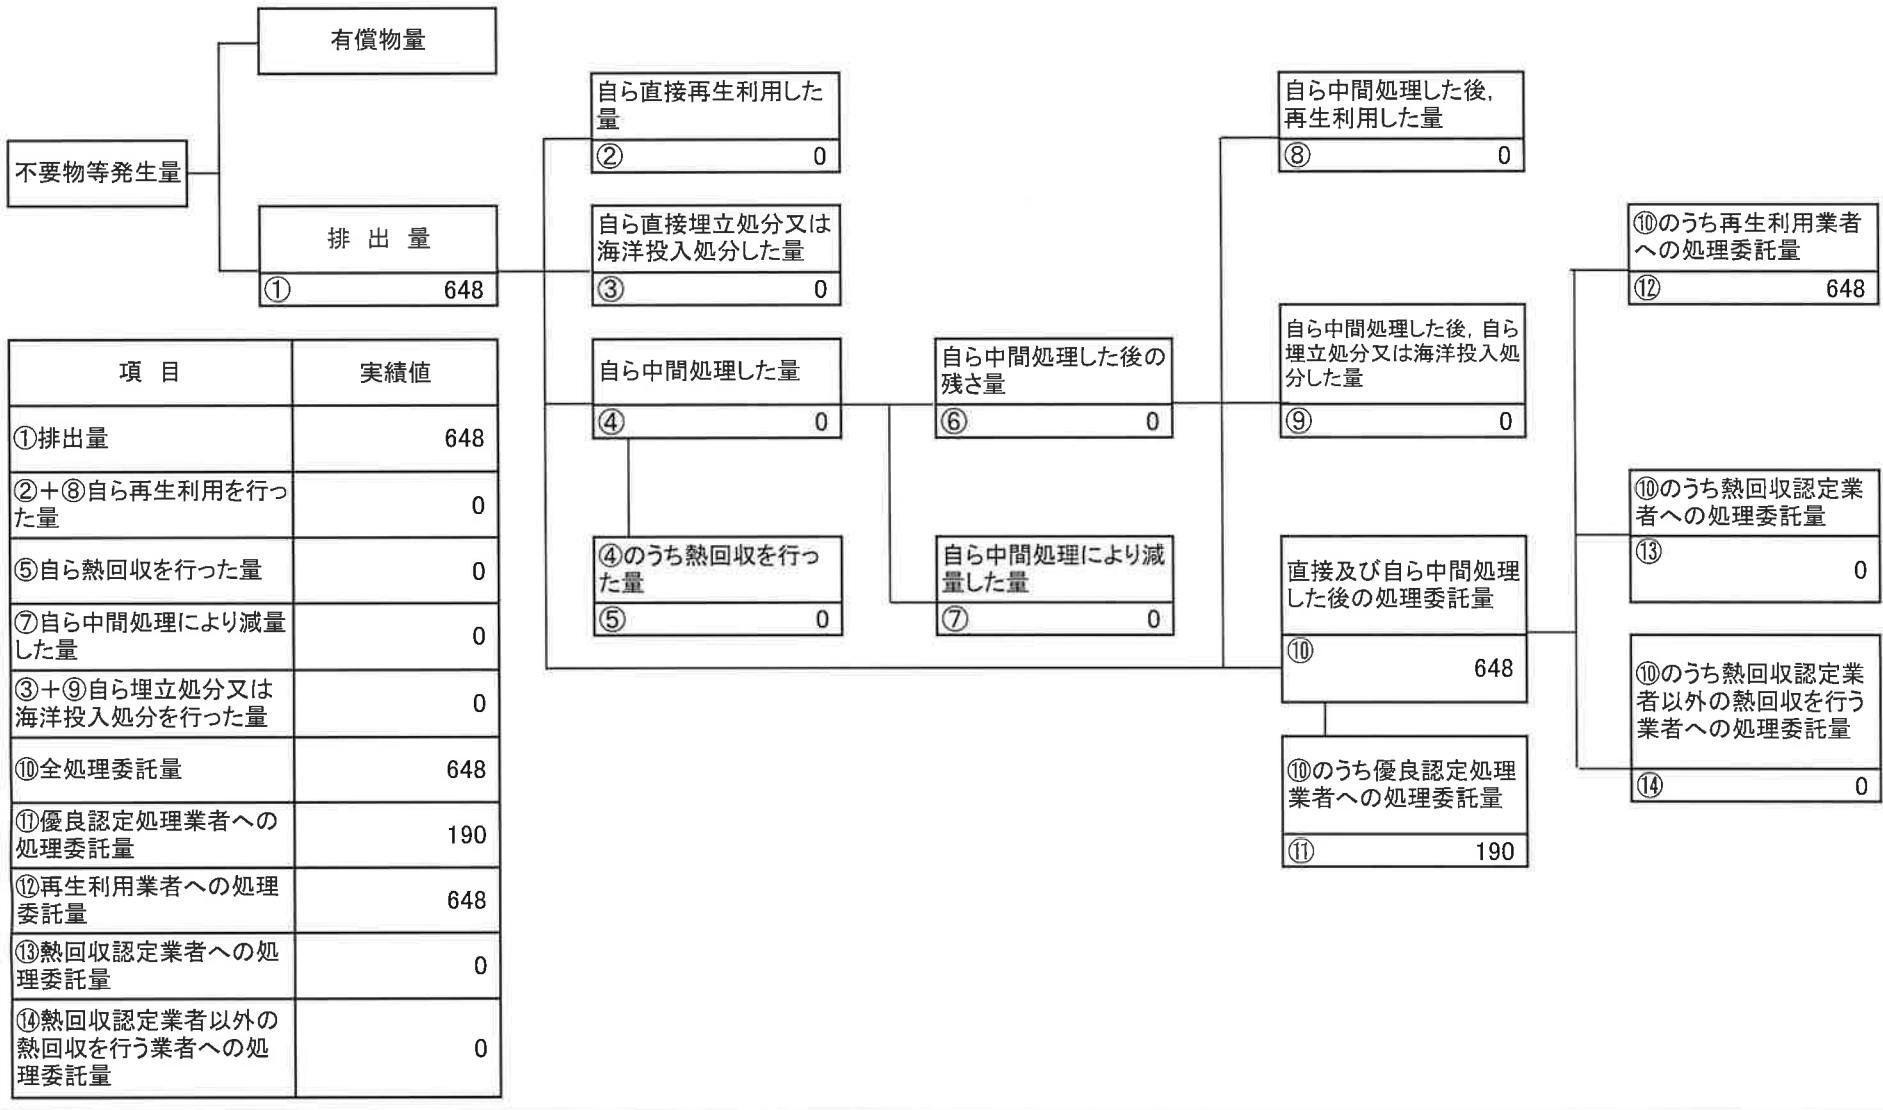 有償物量
不要物等発生量
排 出 量
① 648
自ら直接再生利用した
量
② 0
自ら直接埋立処分又は
海洋投入処分した量
③ 0
自ら中間処理した量
④ 0
④のうち熱回収を行っ
た量
⑤ 0
自ら中間処理した後の
残さ量
⑥ 0
自ら中間処理により減
量した量
⑦ 0
自ら中間処理した後,
再生利用した量
⑧ 0
自ら中間処理した後, 自ら
埋立処分又は海洋投入処
分した量
⑨ 0
直接及び自ら中間処理
した後の処理委託量
⑩ 648
⑩のうち優良認定処理
業者への処理委託量
⑪ 190
⑩のうち再生利用業者
への処理委託量
⑫ 648
⑩のうち熱回収認定業
者への処理委託量
⑬ 0
⑩のうち熱回収認定業
者以外の熱回収を行う
業者への処理委託量
⑭ 0
項 目 実績値
①排出量 648
②+⑧自ら再生利用を行っ
た量 0
⑤自ら熱回収を行った量 0
⑦自ら中間処理により減量
した量 0
③+⑨自ら埋立処分又は
海洋投入処分を行った量 0
⑩全処理委託量 648
⑪優良認定処理業者への
処理委託量 190
⑫再生利用業者への処理
委託量 648
⑬熱回収認定業者への処
理委託量 0
⑭熱回収認定業者以外の
熱回収を行う業者への処
理委託量 0